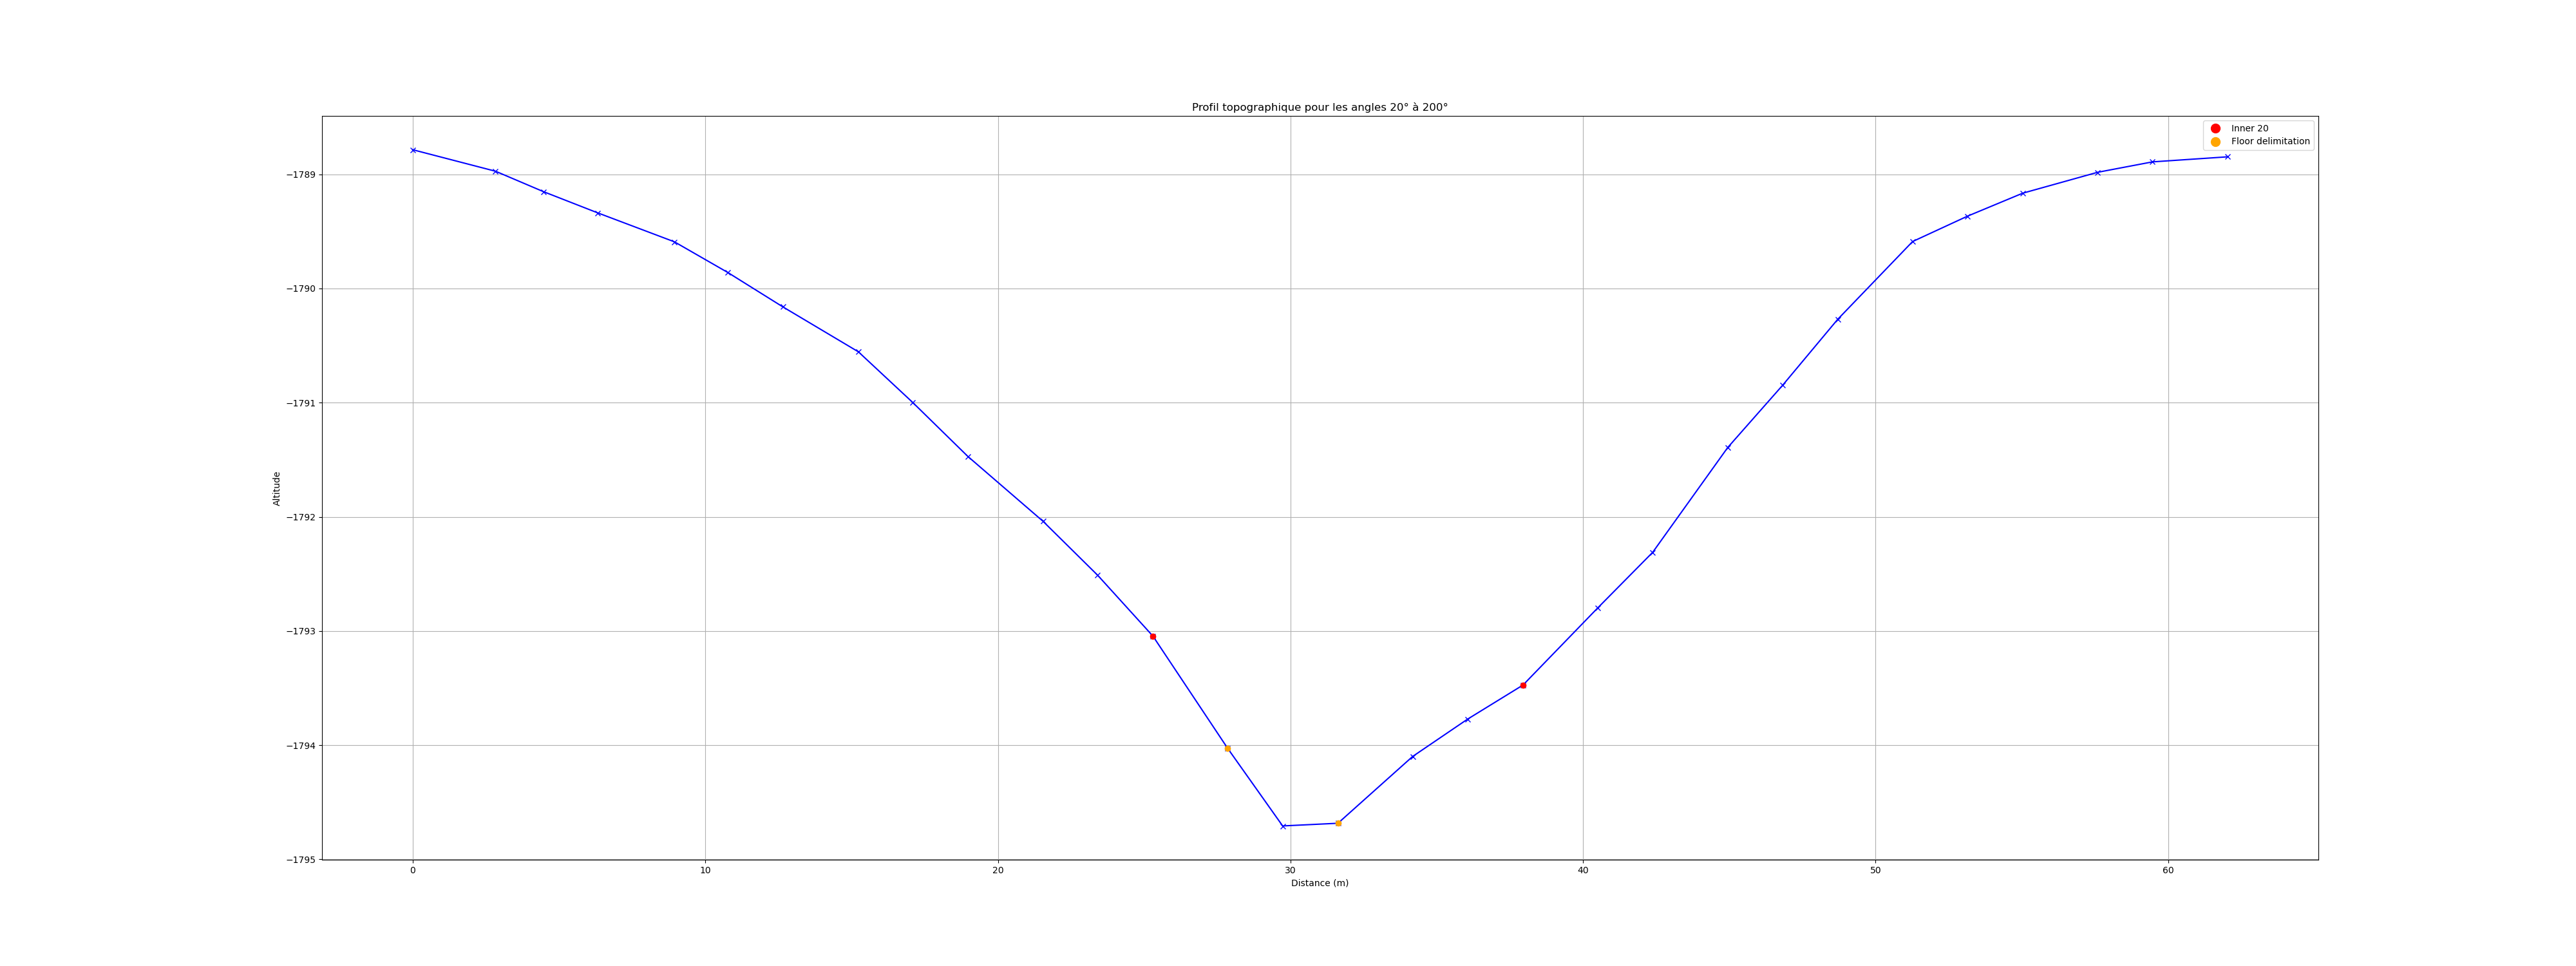 Profil topographique pour les angles 20° à 200°
Inner 20
Floor delimitation
−1789
−1790
−1791
−1792
−1793
−1794
−1795
Altitude
0 10 20 30 40 50 60
Distance (m)